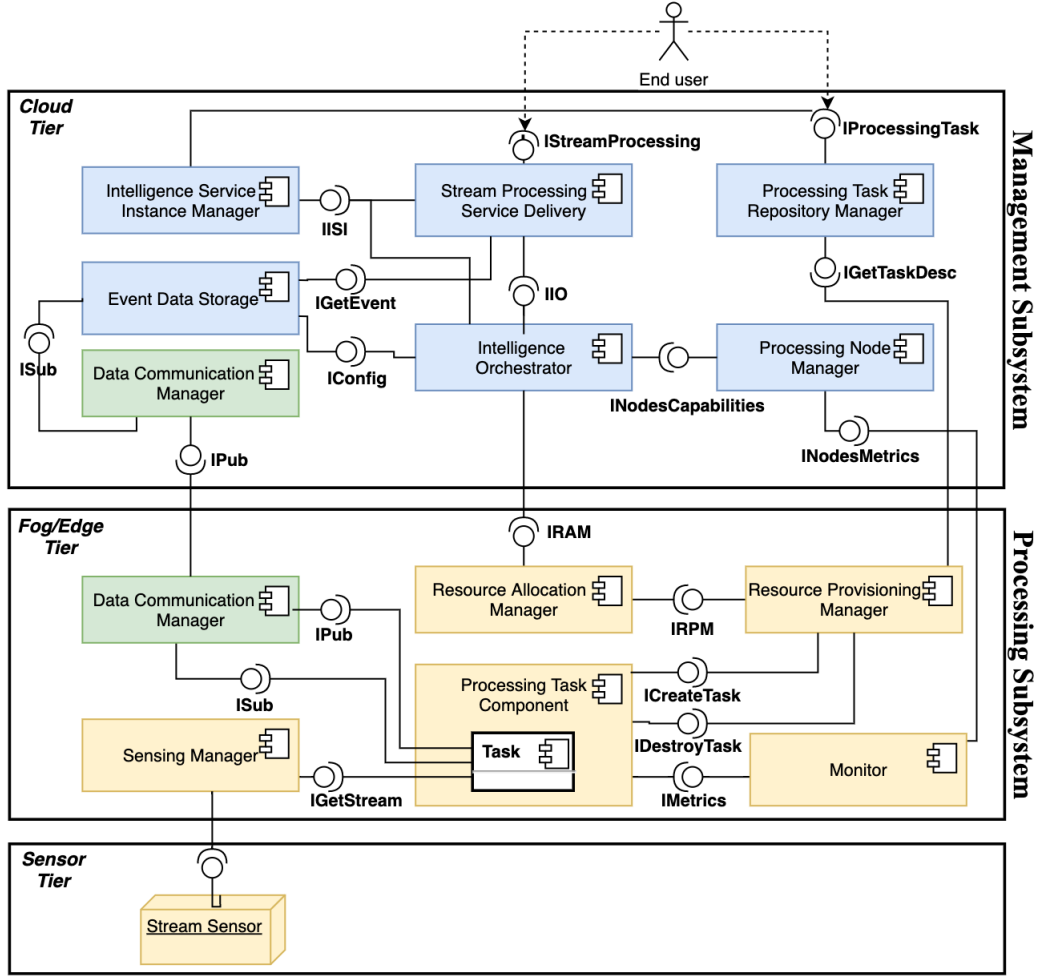 End user
Cloud
Tier
IProcessingTask
IStreamProcessing
Management Subsystem
Intelligence Service
Instance Manager
IISI
Stream Processing
Service Delivery
Processing Task
Repository Manager
Event Data Storage
IGetEvent
IIO
IGetTaskDesc
ISub
IConfig
Intelligence
Orchestrator
Processing Node
Manager
Data Communication
Manager
INodesCapabilities
IPub
INodesMetrics
Fog/Edge
Tier
IRAM
Processing Subsystem
Data Communication
Manager
IPub
Resource Allocation
Manager
IRPM
Resource Provisioning
Manager
ISub
Processing Task
Component
ICreateTask
IDestroyTask
Sensing Manager
Task
IGetStream
IMetrics
Monitor
Sensor
Tier
Stream Sensor